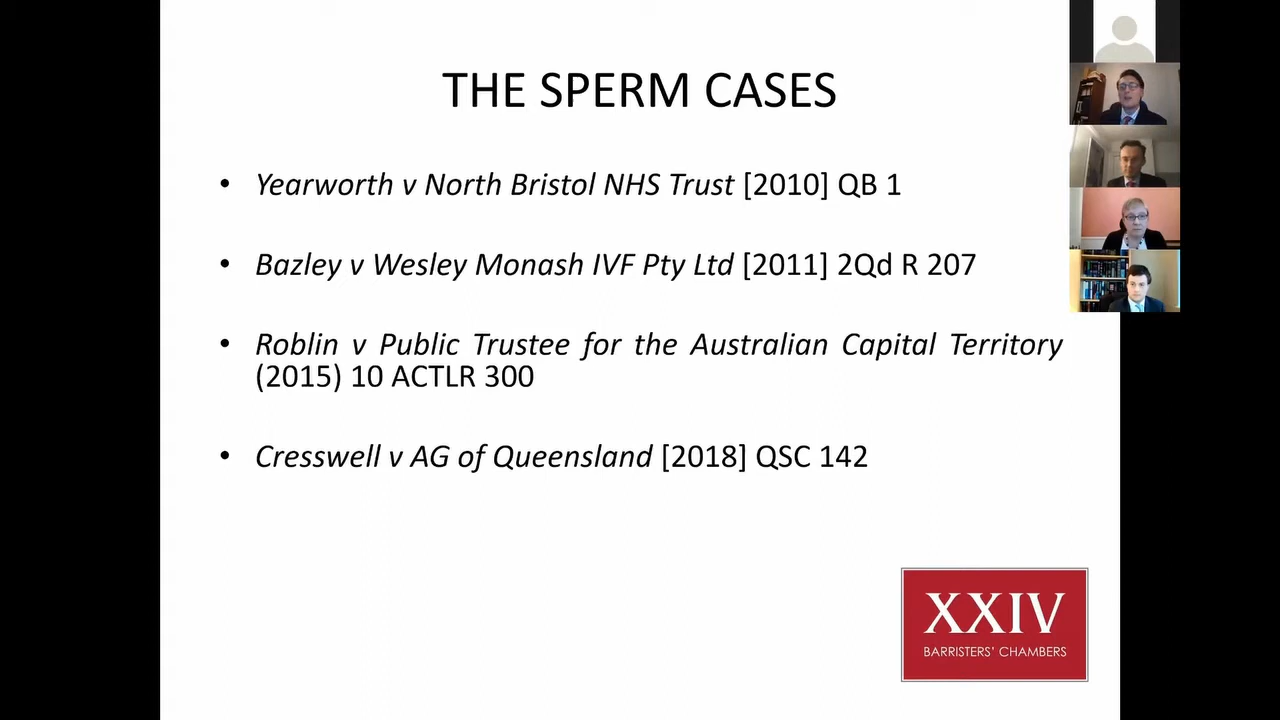 THE SPERM CASES
• Yearworth v North Bristol NHS Trust [2010] QB 1
• Bazley v Wesley Monash IVF Pty Ltd [2011] 2Qd R 207
• Roblin v Public Trustee for the Australian Capital Territory
(2015) 10 ACTLR 300
• Cresswell v AG of Queensland [2018] QSC 142
XXIV
BARRISTERS' CHAMBERS